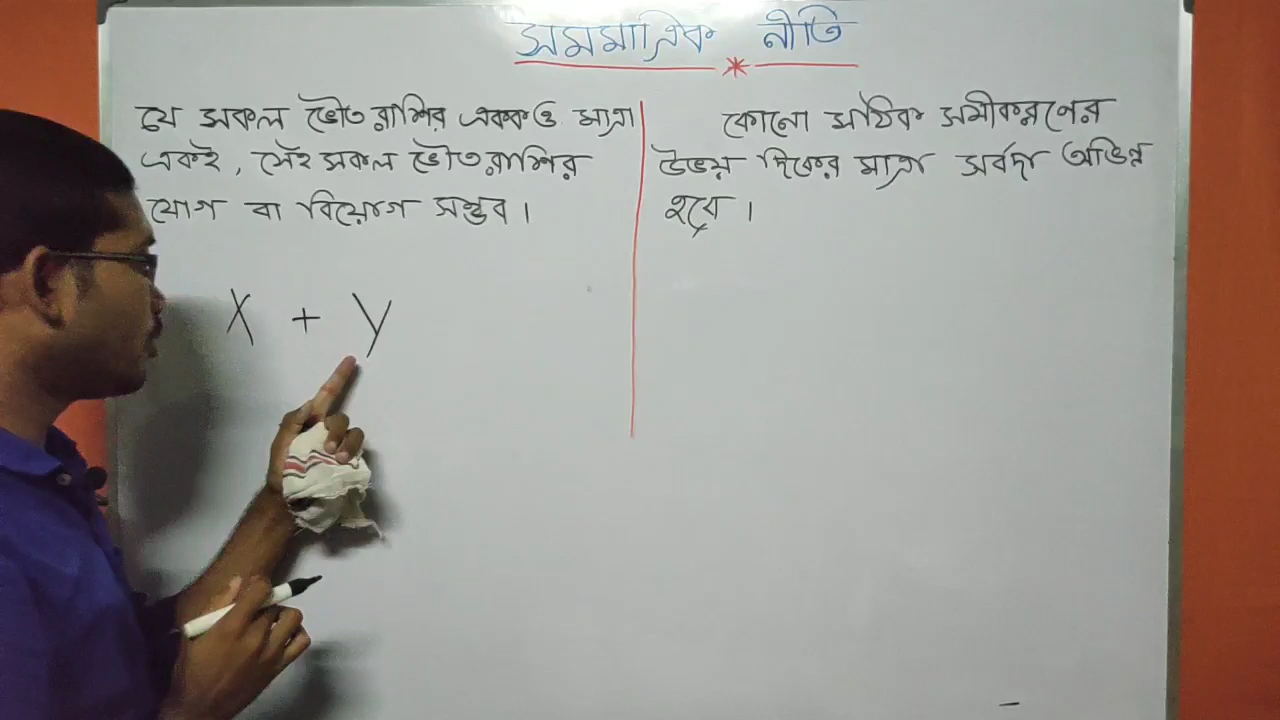 সমমাত্রিক নীতি
যে সকল ভৌত রাশির একক ও মাত্রা
একই, সেই সকল ভৌত রাশির
যোগ বা বিয়োগ সম্ভব।
X + Y
কোনো সঠিক সমীকরণের
উভয় দিকের মাত্রা সর্বদা অভিন্ন
হবে।